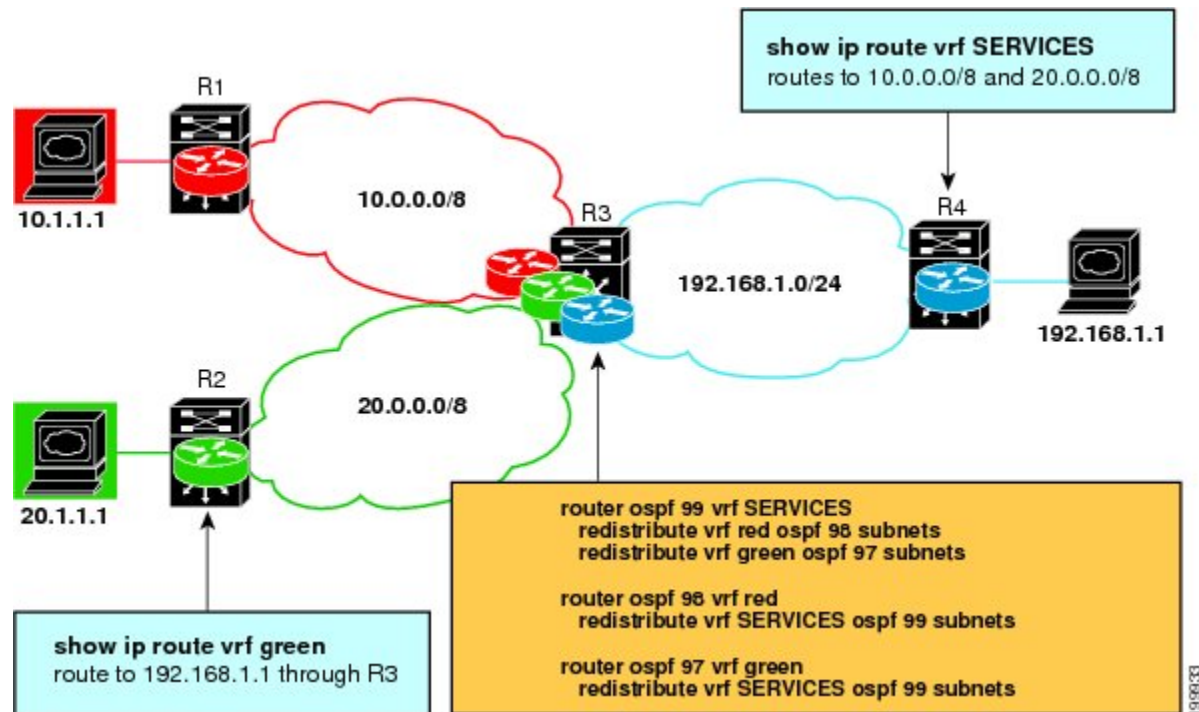 show ip route vrf SERVICES
routes to 10.0.0.0/8 and 20.0.0.0/8
R1
10.1.1.1
10.0.0.0/8
R3
R4
192.168.1.0/24
192.168.1.1
R2
20.1.1.1
20.0.0.0/8
show ip route vrf green
route to 192.168.1.1 through R3
router ospf 99 vrf SERVICES
redistribute vrf red ospf 98 subnets
redistribute vrf green ospf 97 subnets
router ospf 98 vrf red
redistribute vrf SERVICES ospf 99 subnets
router ospf 97 vrf green
redistribute vrf SERVICES ospf 99 subnets